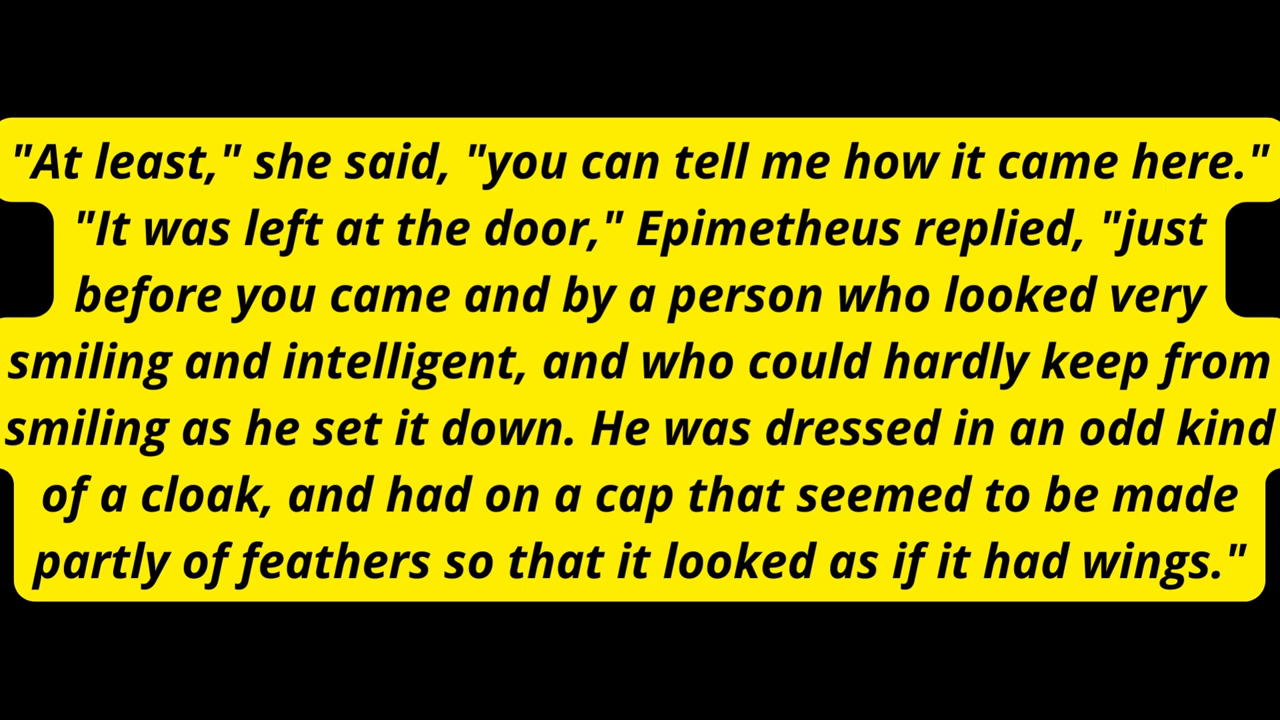 "At least," she said, "you can tell me how it came here."
"It was left at the door," Epimetheus replied, "just
before you came and by a person who looked very
smiling and intelligent, and who could hardly keep from
smiling as he set it down. He was dressed in an odd kind
of a cloak, and had on a cap that seemed to be made
partly of feathers so that it looked as if it had wings."